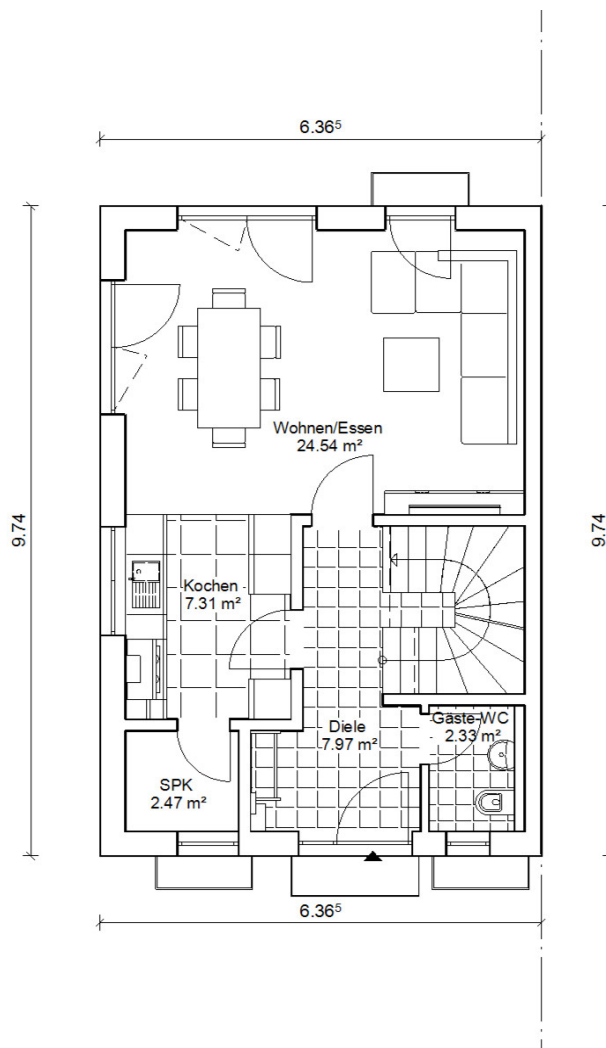 6.36⁵
Wohnen/Essen
24.54 m²
9.74
9.74
Kochen
7.31 m²
Diele
7.97 m²
Gäste-WC
2.33 m²
SPK
2.47 m²
6.36⁵